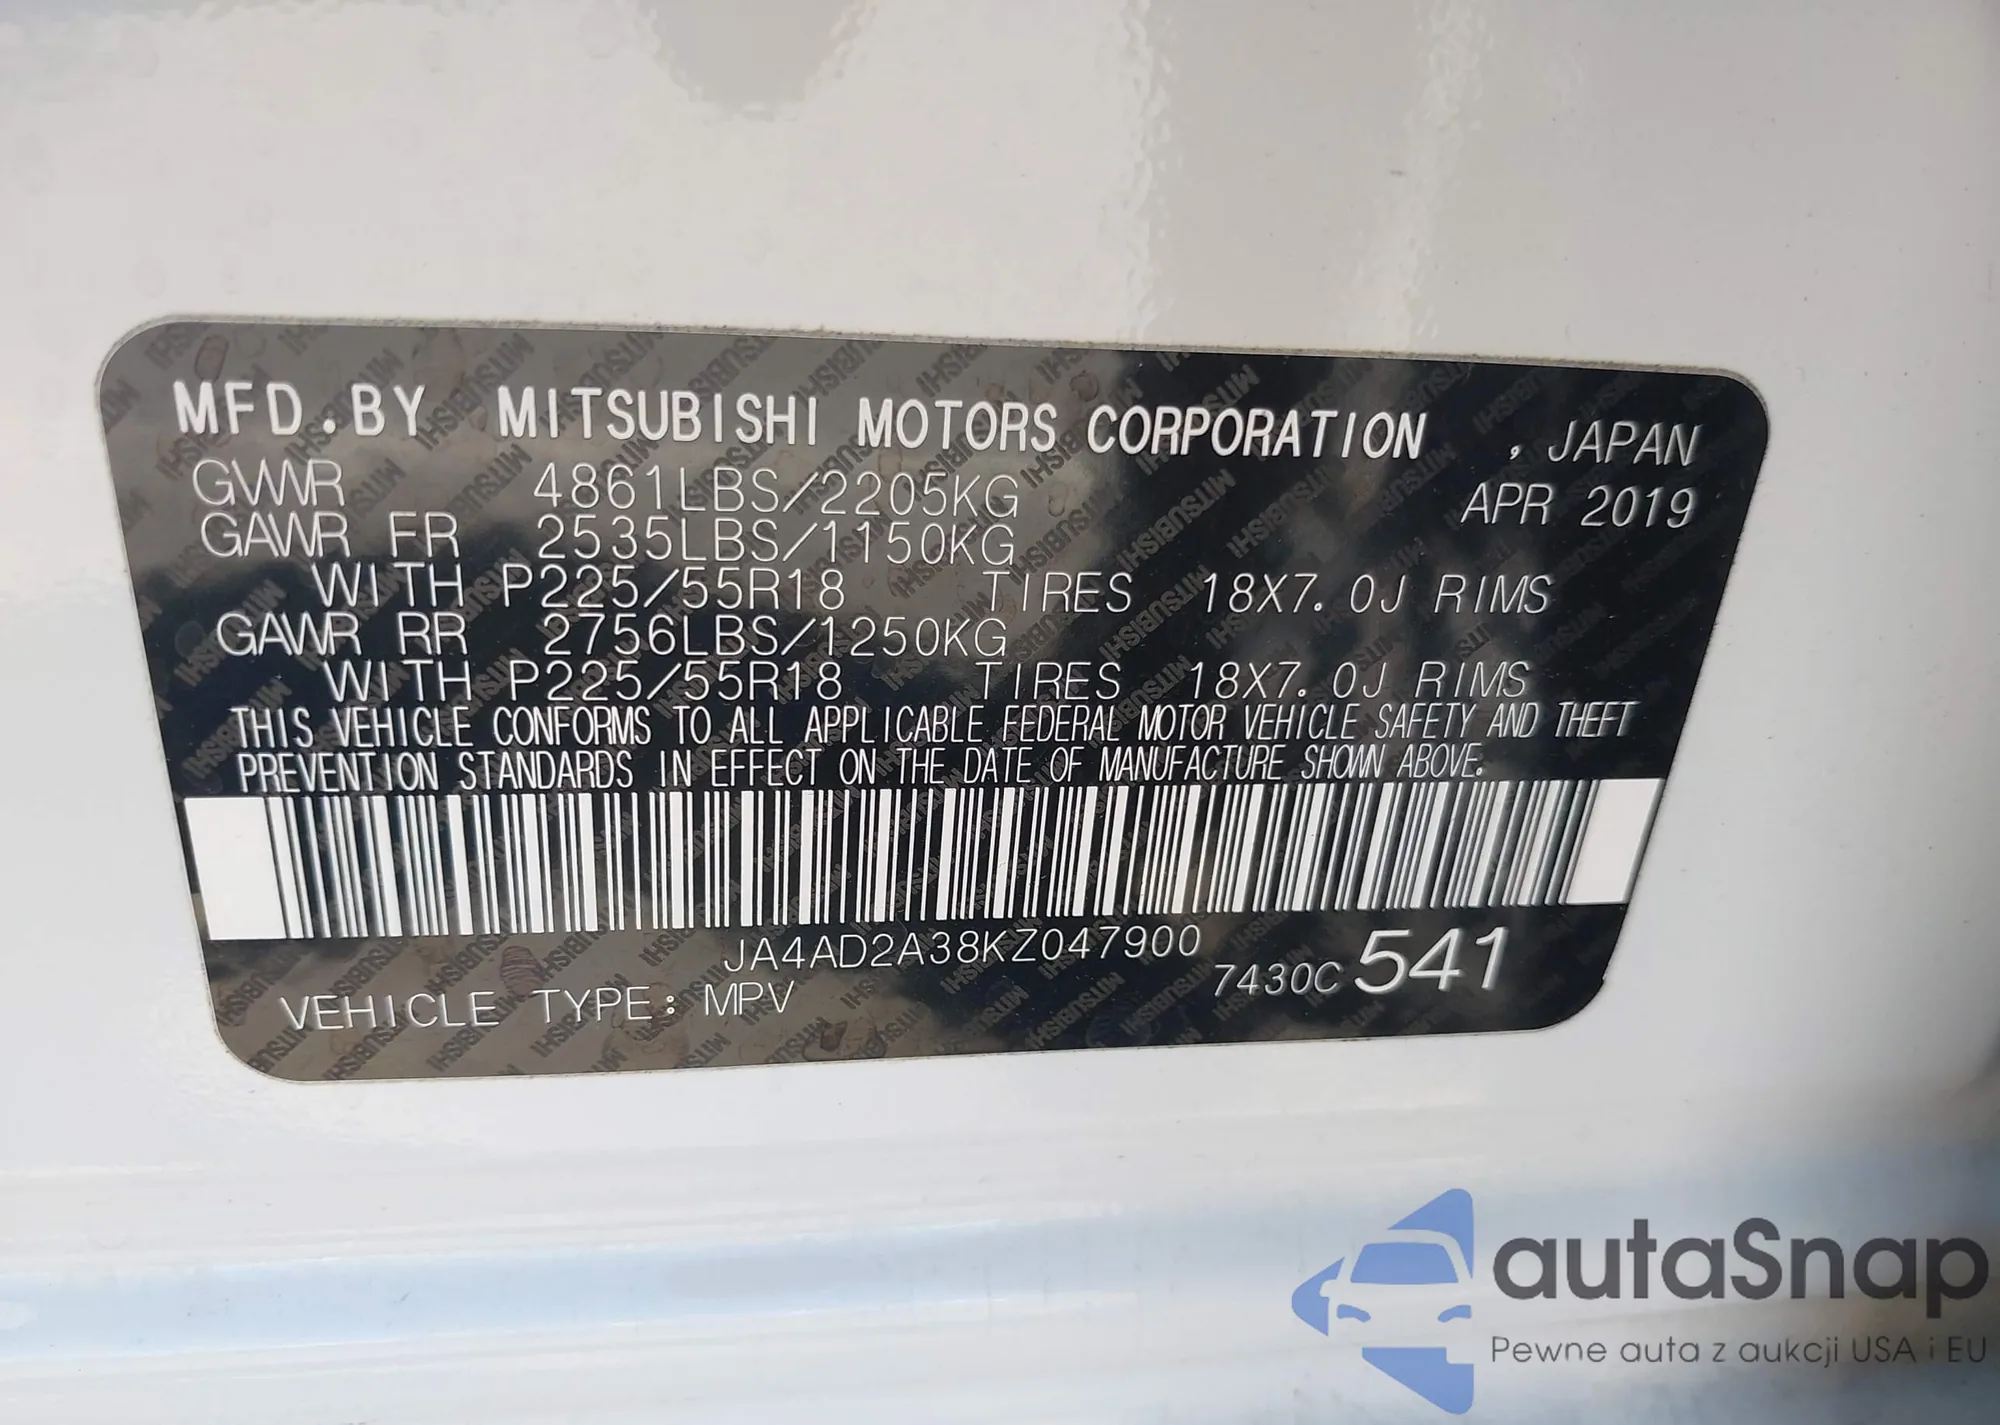 MFD.BY MITSUBISHI MOTORS CORPORATION , JAPAN
GVWR 4861LBS/2205KG APR 2019
GAWR FR 2535LBS/1150KG
WITH P225/55R18 TIRES 18X7.0J RIMS
GAWR RR 2756LBS/1250KG
WITH P225/55R18 TIRES 18X7.0J RIMS
THIS VEHICLE CONFORMS TO ALL APPLICABLE FEDERAL MOTOR VEHICLE SAFETY AND THEFT
PREVENTION STANDARDS IN EFFECT ON THE DATE OF MANUFACTURE SHOWN ABOVE.
JA4AD2A38KZ047900
7430C 541
VEHICLE TYPE: MPV
autaSnap
Pewne auta z aukcji USA i EU